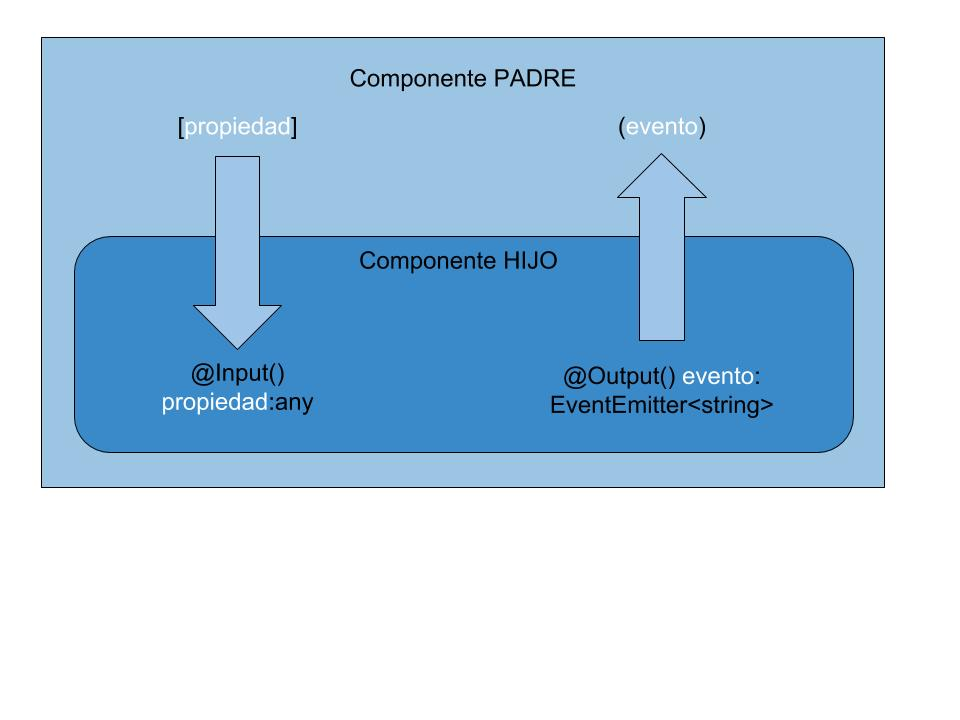 Componente PADRE
[propiedad]
(evento)
Componente HIJO
@Input()
propiedad:any
@Output() evento:
EventEmitter<string>